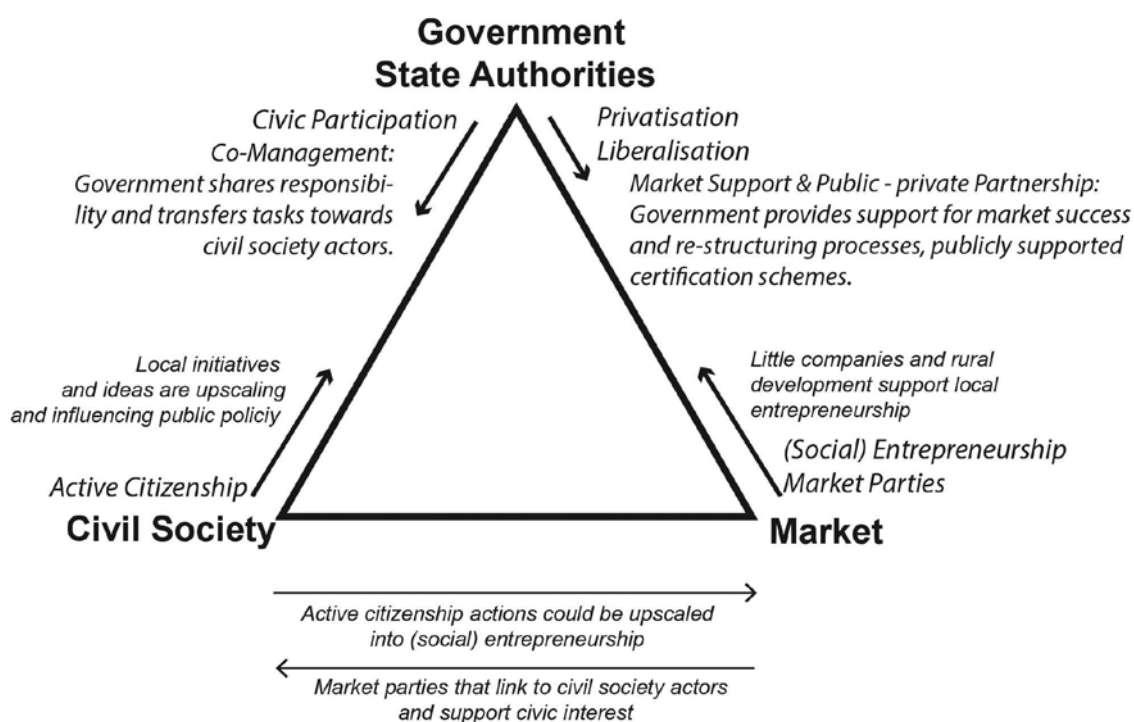 Government
State Authorities
Civic Participation
Co-Management:
Government shares responsibi-
lity and transfers tasks towards
civil society actors.
Privatisation
Liberalisation
Market Support & Public - private Partnership:
Government provides support for market success
and re-structuring processes, publicly supported
certification schemes.
Local initiatives
and ideas are upscaling
and influencing public policiy
Active Citizenship
Civil Society
Little companies and rural
development support local
entrepreneurship
(Social) Entrepreneurship
Market Parties
Market
Active citizenship actions could be upscaled
into (social) entrepreneurship
Market parties that link to civil society actors
and support civic interest